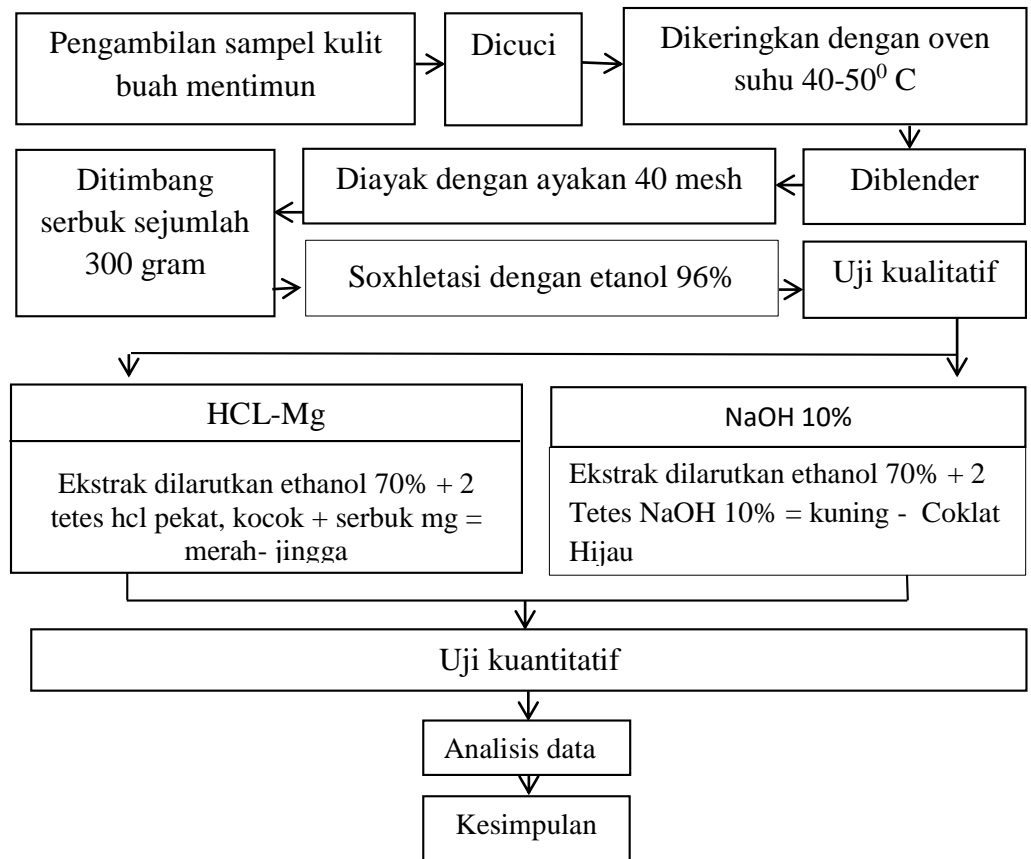 Pengambilan sampel kulit
buah mentimun
Dicuci
Dikeringkan dengan oven
suhu 40-50⁰ C
Diblender
Diayak dengan ayakan 40 mesh
Ditimbang
serbuk sejumlah
300 gram
Soxhletasi dengan etanol 96%
Uji kualitatif
HCL-Mg
Ekstrak dilarutkan ethanol 70% + 2
tetes hcl pekat, kocok + serbuk mg =
merah- jingga
NaOH 10%
Ekstrak dilarutkan ethanol 70% + 2
Tetes NaOH 10% = kuning - Coklat
Hijau
Uji kuantitatif
Analisis data
Kesimpulan